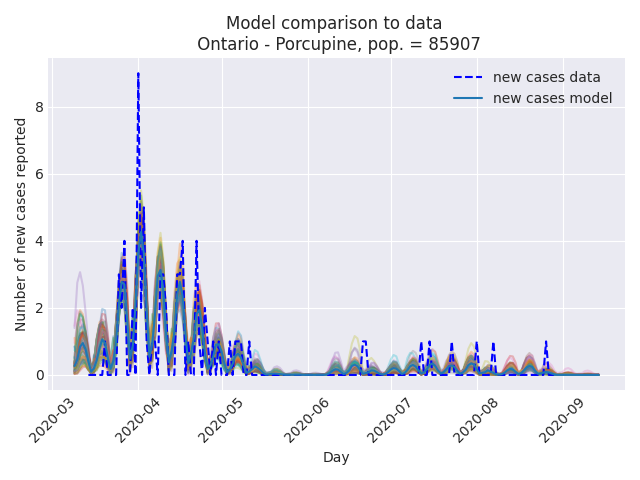 Model comparison to data
Ontario - Porcupine, pop. = 85907
new cases data
new cases model
Number of new cases reported
8
6
4
2
0
2020-03
2020-04
2020-05
2020-06
2020-07
2020-08
2020-09
Day